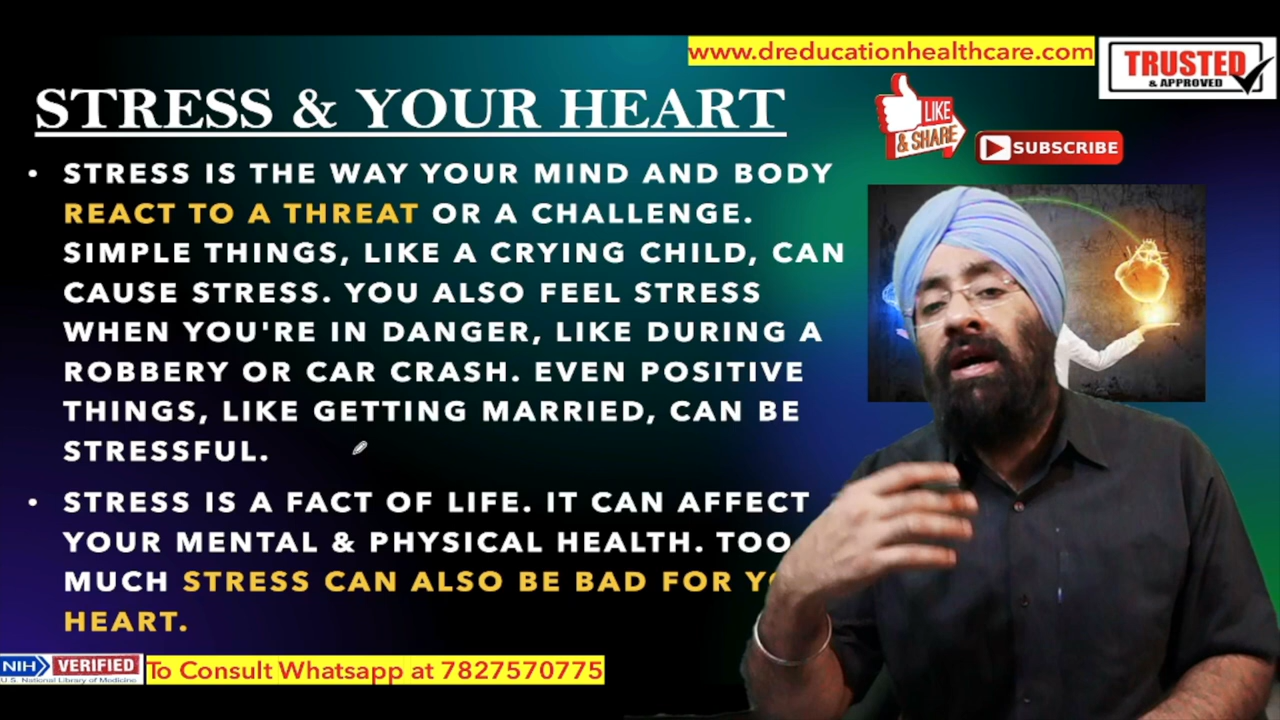 www.dreducationhealthcare.com
TRUSTED
& APPROVED
STRESS & YOUR HEART
LIKE
& SHARE
SUBSCRIBE
• STRESS IS THE WAY YOUR MIND AND BODY
REACT TO A THREAT OR A CHALLENGE.
SIMPLE THINGS, LIKE A CRYING CHILD, CAN
CAUSE STRESS. YOU ALSO FEEL STRESS
WHEN YOU'RE IN DANGER, LIKE DURING A
ROBBERY OR CAR CRASH. EVEN POSITIVE
THINGS, LIKE GETTING MARRIED, CAN BE
STRESSFUL.
• STRESS IS A FACT OF LIFE. IT CAN AFFECT
YOUR MENTAL & PHYSICAL HEALTH. TOO
MUCH STRESS CAN ALSO BE BAD FOR
HEART.
NIH VERIFIED
U.S. National Library of Medicine
To Consult Whatsapp at 7827570775